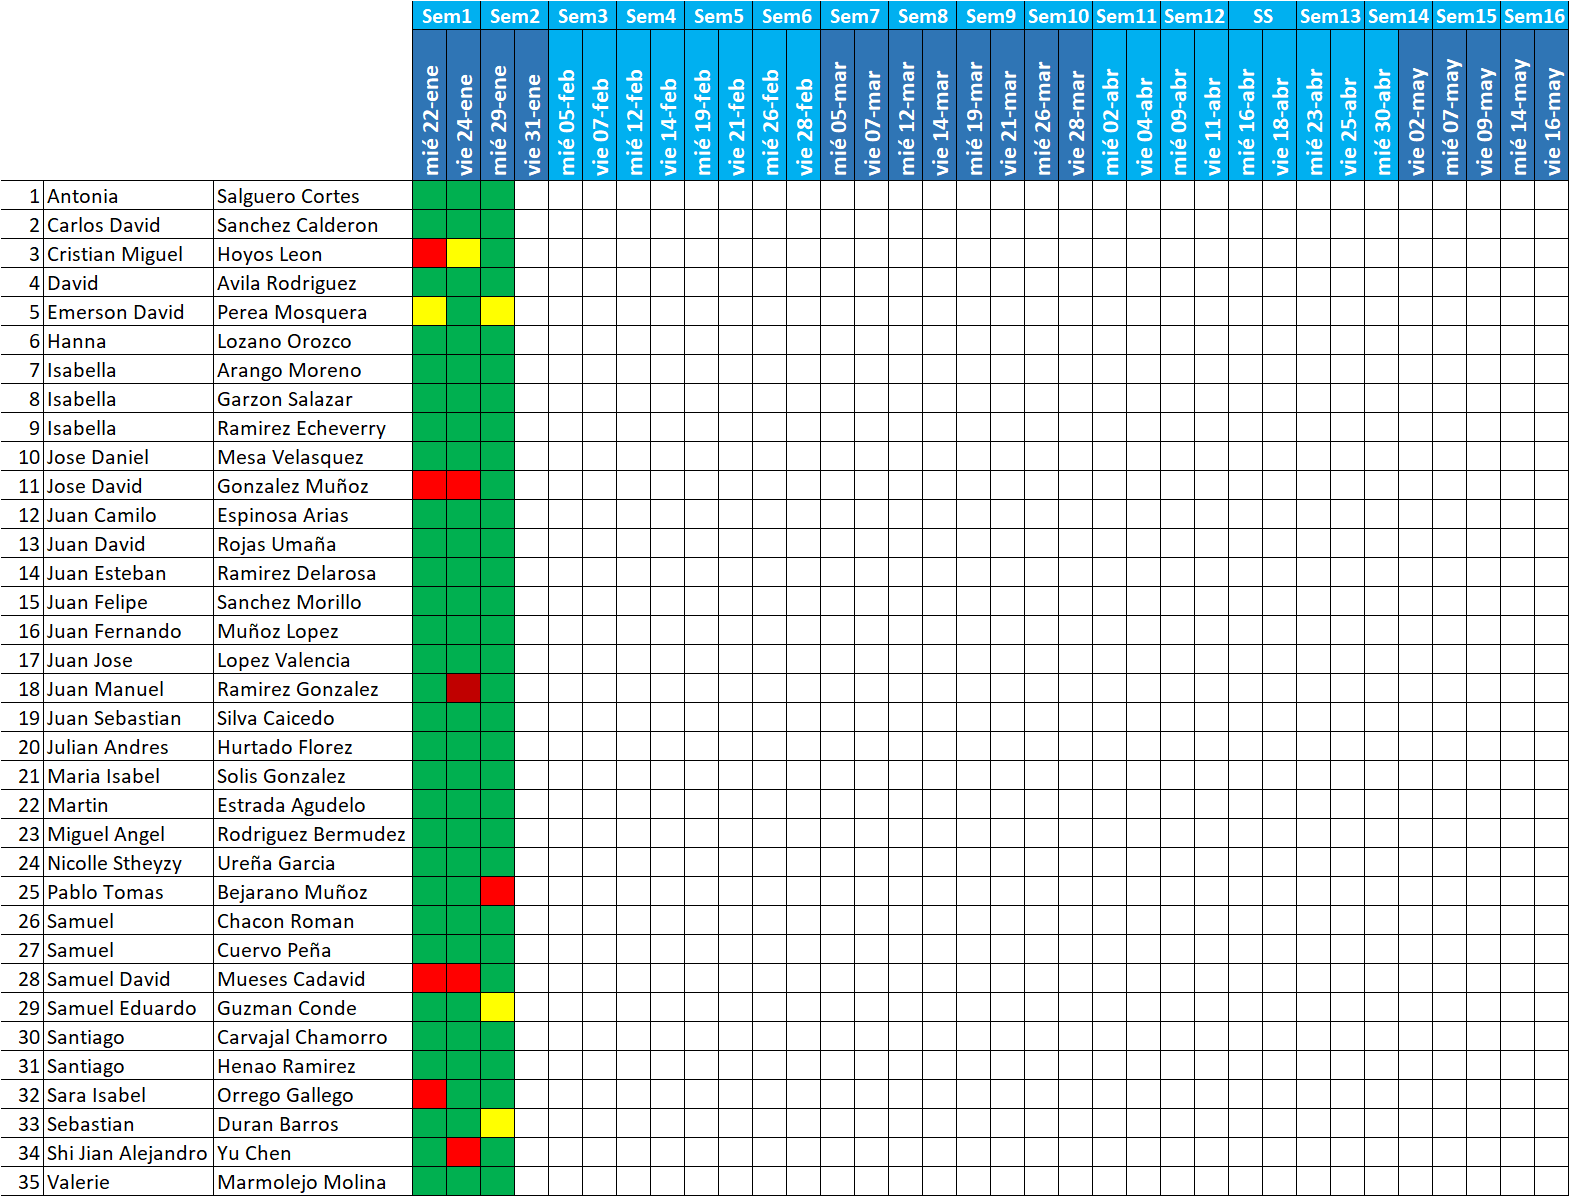 Sem1 Sem2 Sem3 Sem4 Sem5 Sem6 Sem7 Sem8 Sem9 Sem10 Sem11 Sem12 SS Sem13 Sem14 Sem15 Sem16
mié 22-ene vie 24-ene mié 29-ene vie 31-ene mié 05-feb vie 07-feb mié 12-feb vie 14-feb mié 19-feb vie 21-feb mié 26-feb vie 28-feb mié 05-mar vie 07-mar mié 12-mar vie 14-mar mié 19-mar vie 21-mar mié 26-mar vie 28-mar mié 02-abr vie 04-abr mié 09-abr vie 11-abr mié 16-abr vie 18-abr mié 23-abr vie 25-abr mié 30-abr vie 02-may mié 07-may vie 09-may mié 14-may vie 16-may
1 Antonia Salguero Cortes
2 Carlos David Sanchez Calderon
3 Cristian Miguel Hoyos Leon
4 David Avila Rodriguez
5 Emerson David Perea Mosquera
6 Hanna Lozano Orozco
7 Isabella Arango Moreno
8 Isabella Garzon Salazar
9 Isabella Ramirez Echeverry
10 Jose Daniel Mesa Velasquez
11 Jose David Gonzalez Muñoz
12 Juan Camilo Espinosa Arias
13 Juan David Rojas Umaña
14 Juan Esteban Ramirez Delarosa
15 Juan Felipe Sanchez Morillo
16 Juan Fernando Muñoz Lopez
17 Juan Jose Lopez Valencia
18 Juan Manuel Ramirez Gonzalez
19 Juan Sebastian Silva Caicedo
20 Julian Andres Hurtado Florez
21 Maria Isabel Solis Gonzalez
22 Martin Estrada Agudelo
23 Miguel Angel Rodriguez Bermudez
24 Nicolle Stheyzy Ureña Garcia
25 Pablo Tomas Bejarano Muñoz
26 Samuel Chacon Roman
27 Samuel Cuervo Peña
28 Samuel David Mueses Cadavid
29 Samuel Eduardo Guzman Conde
30 Santiago Carvajal Chamorro
31 Santiago Henao Ramirez
32 Sara Isabel Orrego Gallego
33 Sebastian Duran Barros
34 Shi Jian Alejandro Yu Chen
35 Valerie Marmolejo Molina